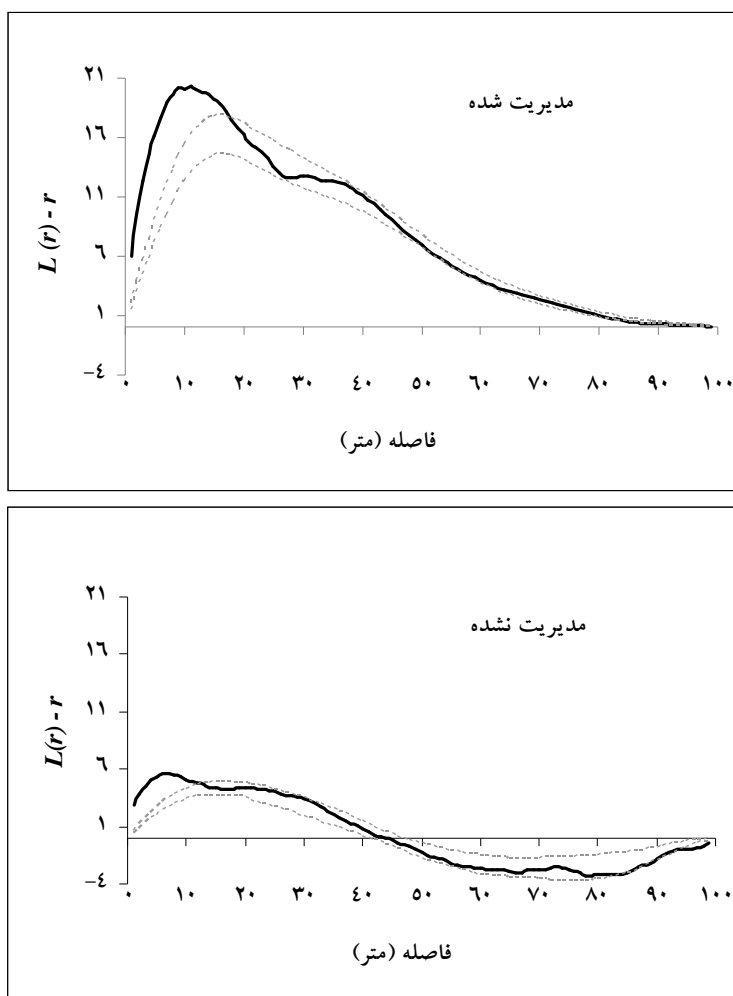 مدیریت شده
L (r) - r
۲۱
۱۶
۱۱
۶
۱
−۴
۰ ۱۰ ۲۰ ۳۰ ۴۰ ۵۰ ۶۰ ۷۰ ۸۰ ۹۰ ۱۰۰
فاصله (متر)
مدیریت نشده
L(r) - r
۲۱
۱۶
۱۱
۶
۱
−۴
۰ ۱۰ ۲۰ ۳۰ ۴۰ ۵۰ ۶۰ ۷۰ ۸۰ ۹۰ ۱۰۰
فاصله (متر)